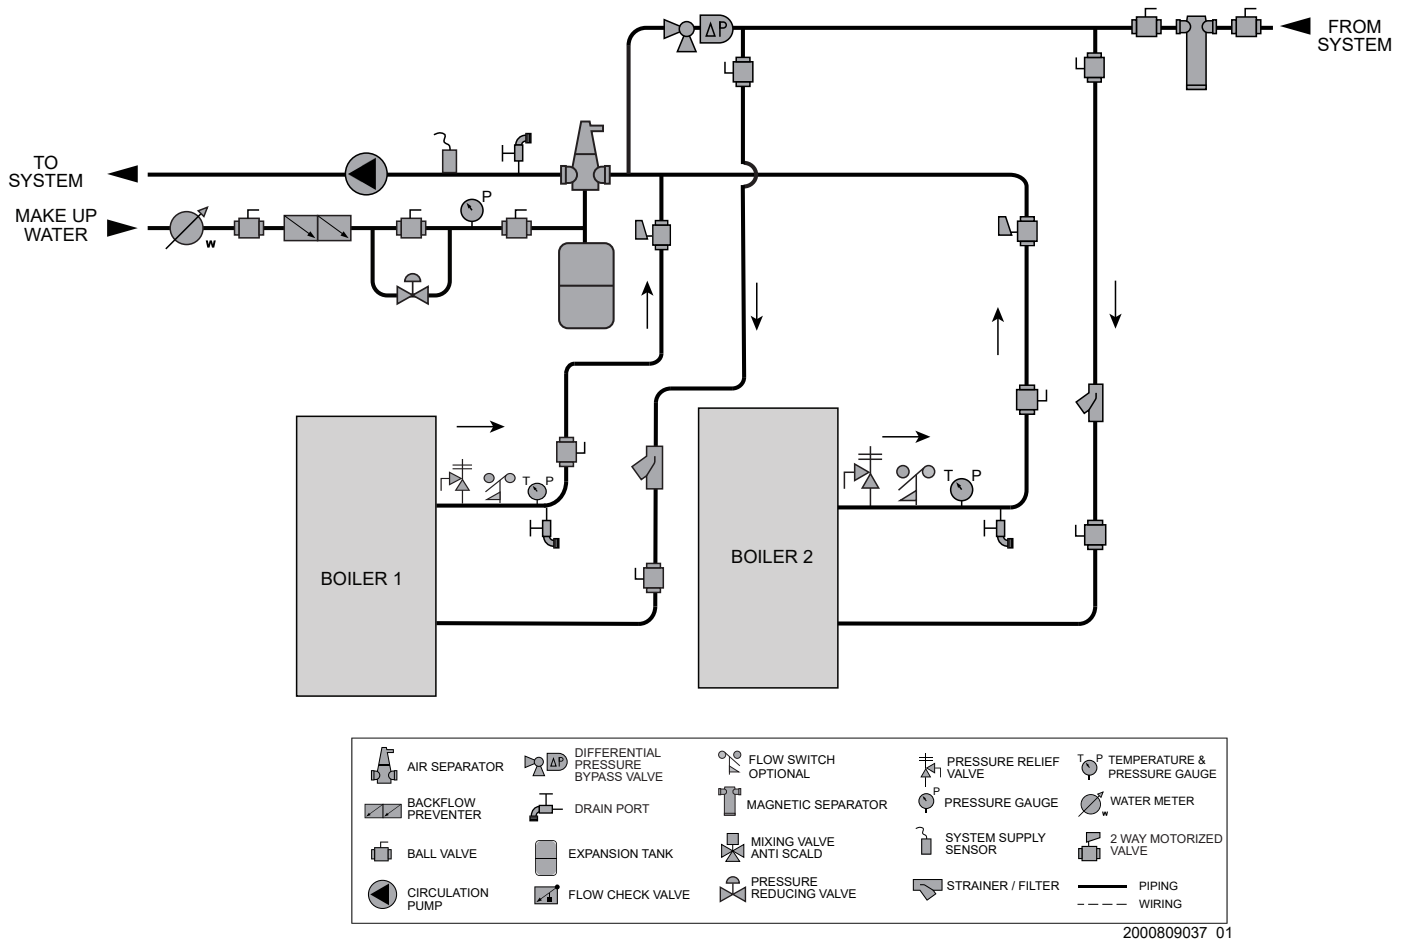 ΔP
FROM
SYSTEM
TO
SYSTEM
MAKE UP
WATER
P
W
T P
T P
BOILER 1
BOILER 2
AIR SEPARATOR
BACKFLOW
PREVENTER
BALL VALVE
CIRCULATION
PUMP
ΔP
DIFFERENTIAL
PRESSURE
BYPASS VALVE
DRAIN PORT
EXPANSION TANK
FLOW CHECK VALVE
FLOW SWITCH
OPTIONAL
MAGNETIC SEPARATOR
MIXING VALVE
ANTI SCALD
PRESSURE
REDUCING VALVE
PRESSURE RELIEF
VALVE
P
PRESSURE GAUGE
SYSTEM SUPPLY
SENSOR
STRAINER / FILTER
T P
TEMPERATURE &
PRESSURE GAUGE
W
WATER METER
2 WAY MOTORIZED
VALVE
PIPING
WIRING
2000809037 01